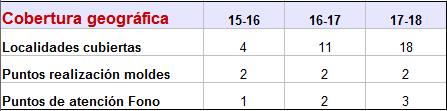 Cobertura geográfica 15-16 16-17 17-18
Localidades cubiertas 4 11 18
Puntos realización moldes 2 2 2
Puntos de atención Fono 1 2 3